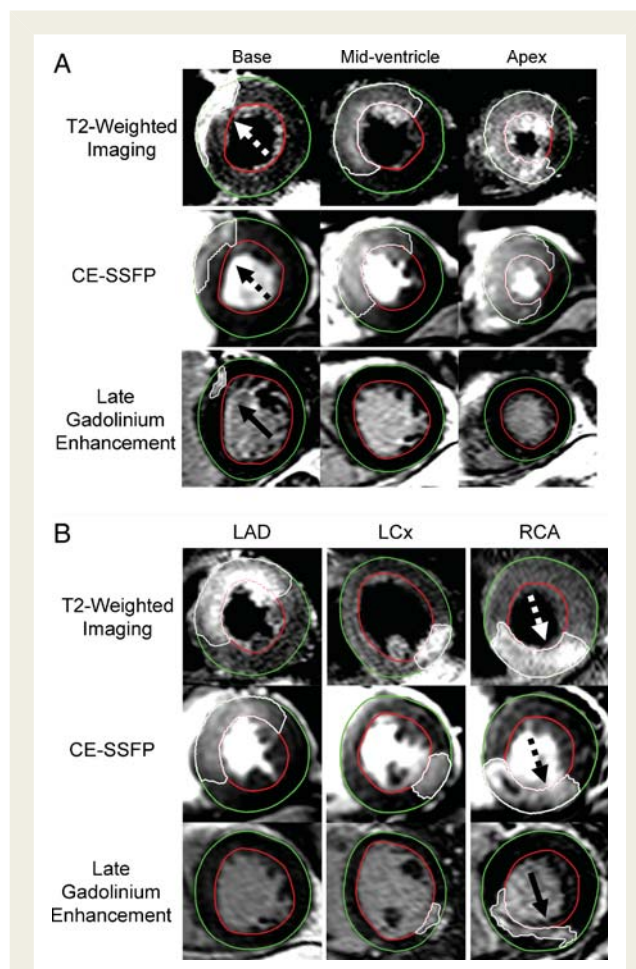 A
Base Mid-ventricle Apex
T2-Weighted
Imaging
CE-SSFP
Late
Gadolinium
Enhancement
B
LAD LCx RCA
T2-Weighted
Imaging
CE-SSFP
Late
Gadolinium
Enhancement